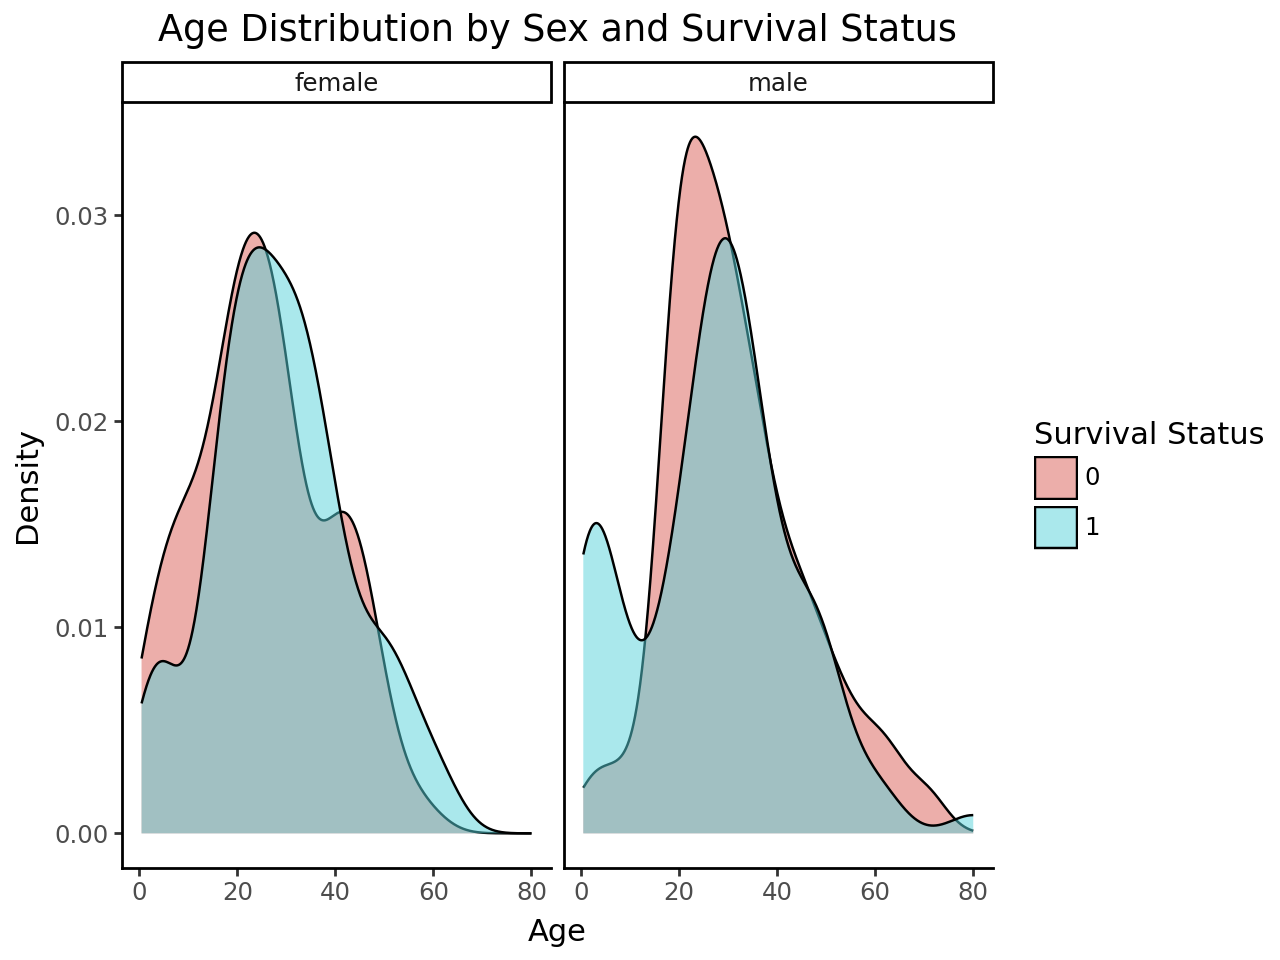 Age Distribution by Sex and Survival Status
female
male
0.03
0.02
0.01
0.00
Density
0 20 40 60 80
0 20 40 60 80
Age
Survival Status
0
1